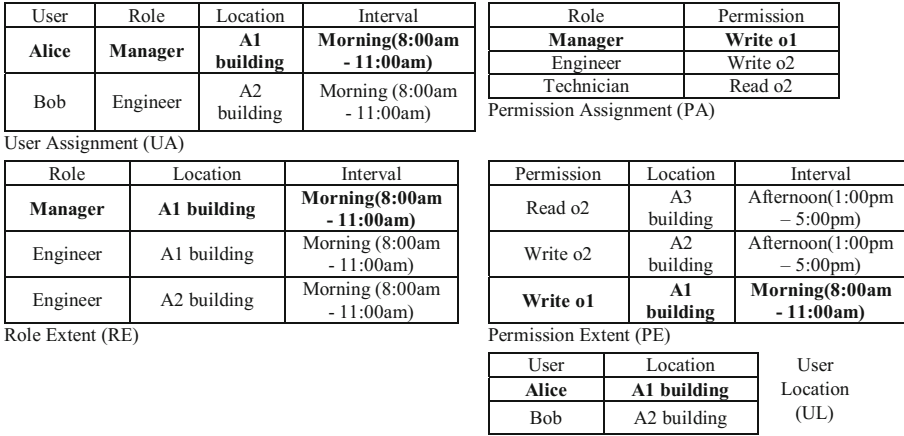 User Role Location Interval
Alice Manager A1 building Morning(8:00am - 11:00am)
Bob Engineer A2 building Morning (8:00am - 11:00am)
User Assignment (UA)
Role Permission
Manager Write o1
Engineer Write o2
Technician Read o2
Permission Assignment (PA)
Role Location Interval
Manager A1 building Morning(8:00am - 11:00am)
Engineer A1 building Morning (8:00am - 11:00am)
Engineer A2 building Morning (8:00am - 11:00am)
Role Extent (RE)
Permission Location Interval
Read o2 A3 building Afternoon(1:00pm – 5:00pm)
Write o2 A2 building Afternoon(1:00pm – 5:00pm)
Write o1 A1 building Morning(8:00am - 11:00am)
Permission Extent (PE)
User Location
Alice A1 building
Bob A2 building
User
Location
(UL)